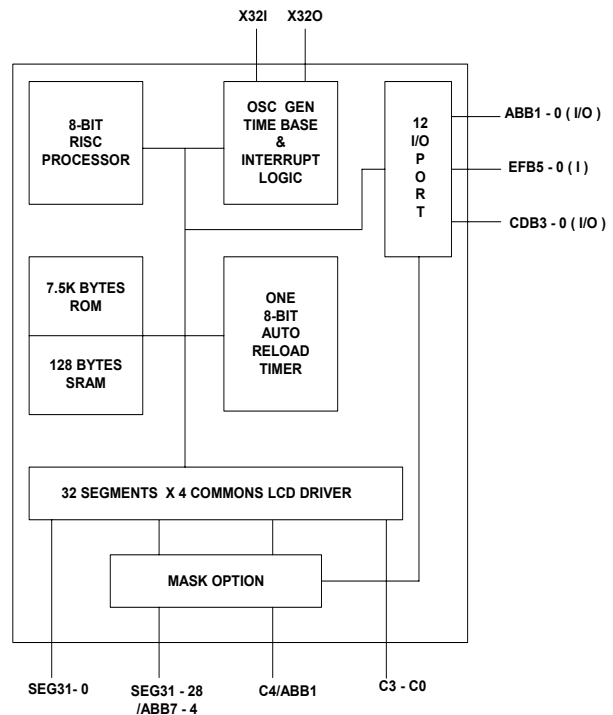 X32I X32O
8-BIT
RISC
PROCESSOR
OSC GEN
TIME BASE
&
INTERRUPT
LOGIC
12
I/O
P
O
R
T
ABB1 - 0 ( I/O )
EFB5 - 0 ( I )
CDB3 - 0 ( I/O )
7.5K BYTES
ROM
128 BYTES
SRAM
ONE
8-BIT
AUTO
RELOAD
TIMER
32 SEGMENTS X 4 COMMONS LCD DRIVER
MASK OPTION
SEG31- 0
SEG31 - 28
/ABB7 - 4
C4/ABB1
C3 - C0